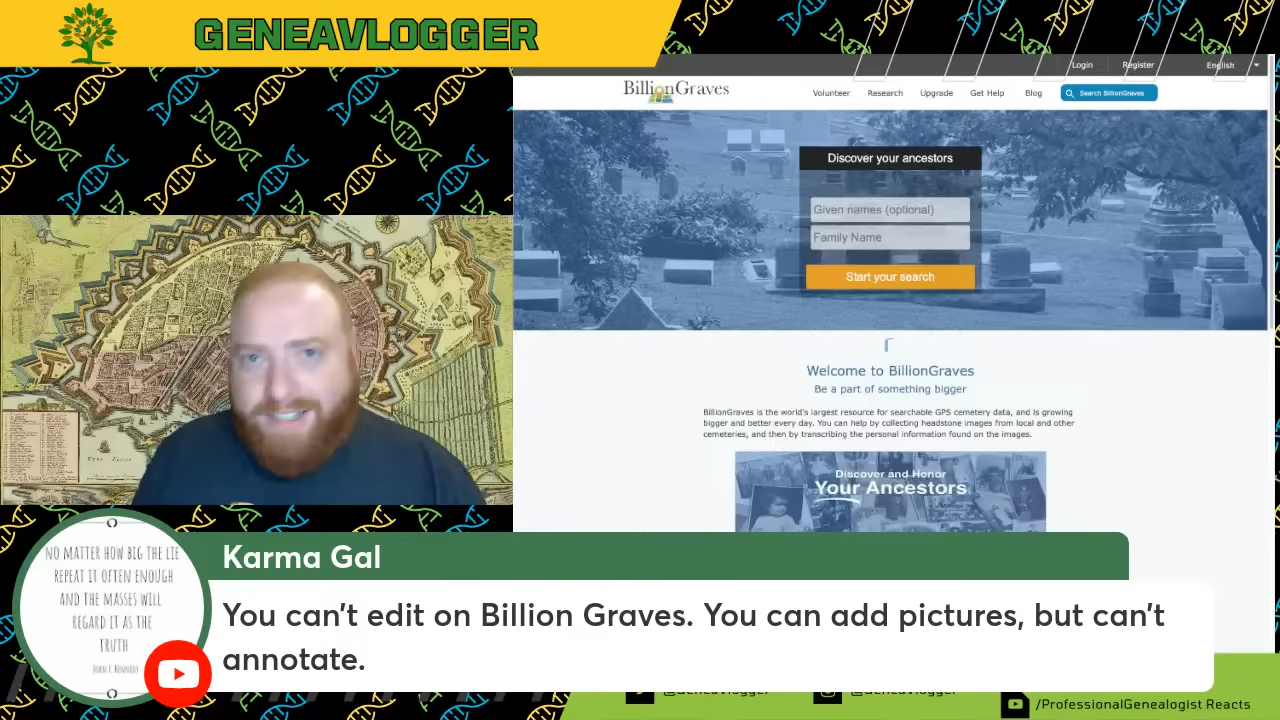 GENEAVLOGGER
Login
Register
English
BillionGraves
Volunteer
Research
Upgrade
Get Help
Blog
Search BillionGraves
Discover your ancestors
Given names (optional)
Family Name
Start your search
Welcome to BillionGraves
Be a part of something bigger
BillionGraves is the world's largest resource for searchable GPS cemetery data, and is growing
bigger and better every day. You can help by collecting headstone images from local and other
cemeteries, and then by transcribing the personal information found on the images.
Discover and Honor
Your Ancestors
NO MATTER HOW BIG THE LIE
REPEAT IT OFTEN ENOUGH
AND THE MASSES WILL
REGARD IT AS THE
TRUTH
JOHN F. KENNEDY
Karma Gal
You can't edit on Billion Graves. You can add pictures, but can't
annotate.
@Geneavlogger
@Geneavlogger
/ProfessionalGenealogist Reacts